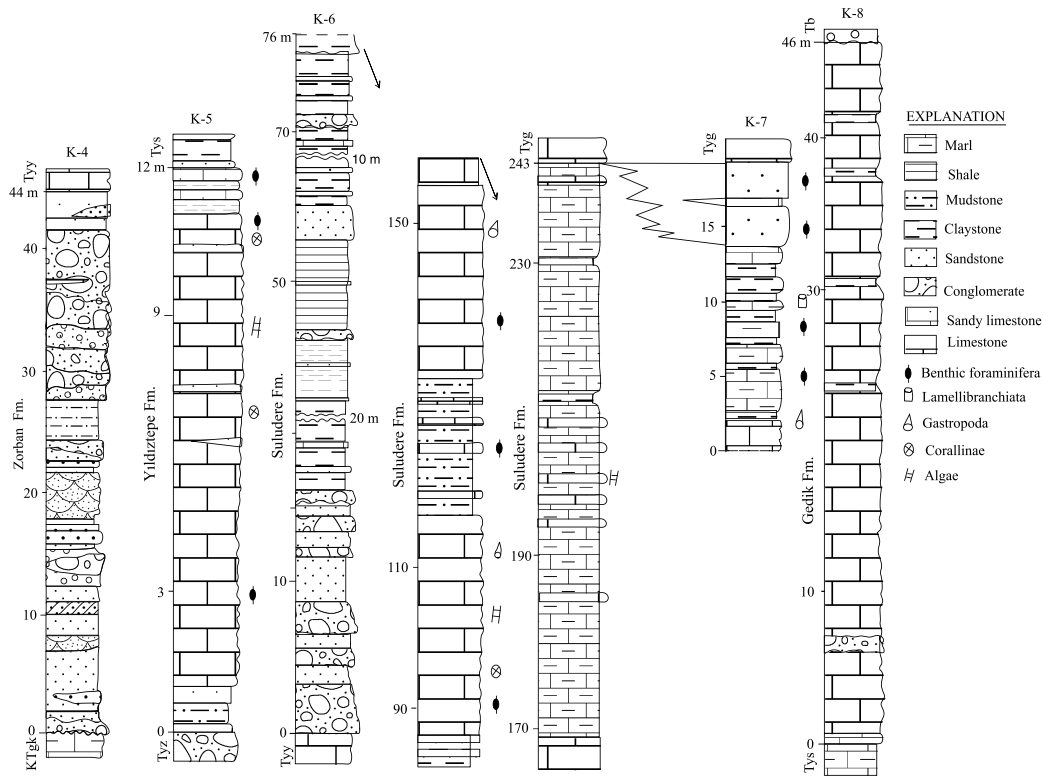 K-4
Tyy
44 m
40
30
20
10
0
Zorban Fm.
KTgk
K-5
Tys
12 m
9
3
0
Yıldıztepe Fm.
Tyz
K-6
76 m
70
10 m
50
20 m
10
0
Suludere Fm.
Tyy
150
110
90
Suludere Fm.
Tyg
243
230
190
170
Suludere Fm.
K-7
Tyg
15
10
5
0
K-8
Tb
46 m
40
30
10
0
Gedik Fm.
Tys
EXPLANATION
Marl
Shale
Mudstone
Claystone
Sandstone
Conglomerate
Sandy limestone
Limestone
Benthic foraminifera
Lamellibranchiata
Gastropoda
Corallinae
Algae